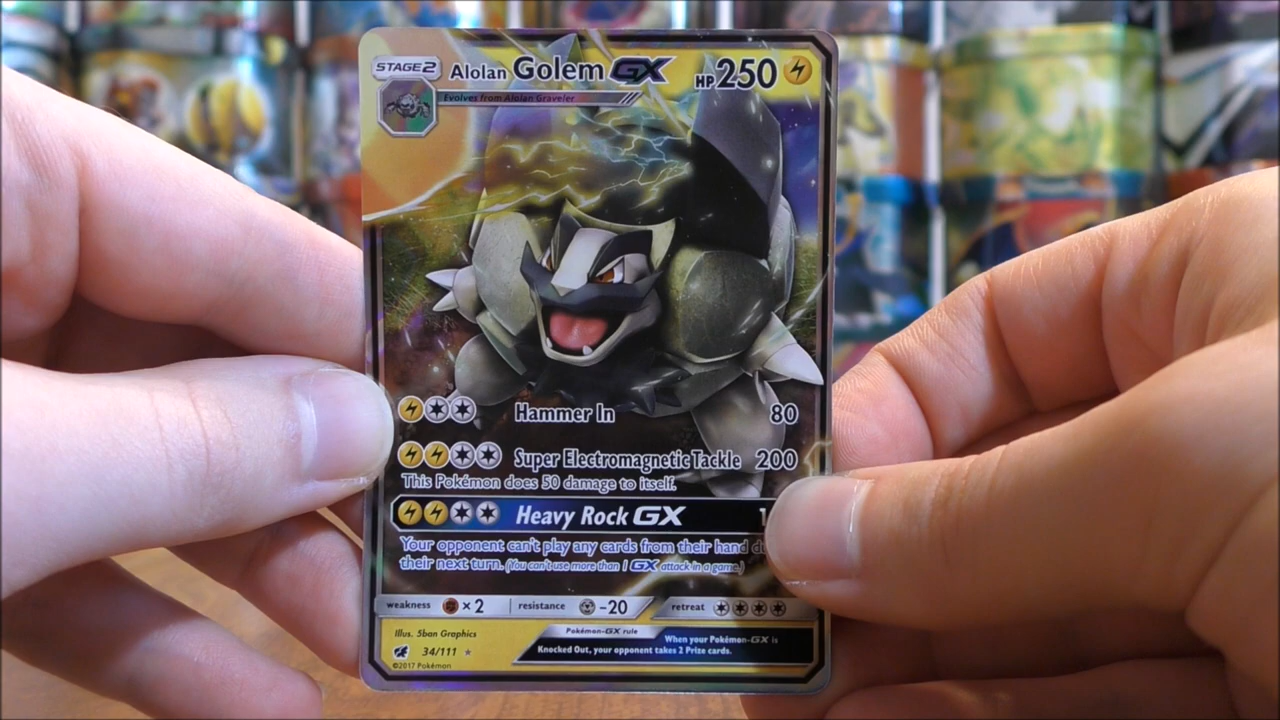 STAGE2 Alolan Golem GX HP250
Evolves from Alolan Graveler
Hammer In 80
Super Electromagnetic Tackle 200
This Pokémon does 50 damage to itself.
Heavy Rock GX 1
Your opponent can't play any cards from their hand
their next turn. (You can't use more than 1 GX attack in a game.)
weakness ×2 resistance -20 retreat
Illus. 5ban Graphics
34/111
©2017 Pokémon
Pokémon-GX rule
When your Pokémon-GX is
Knocked Out, your opponent takes 2 Prize cards.